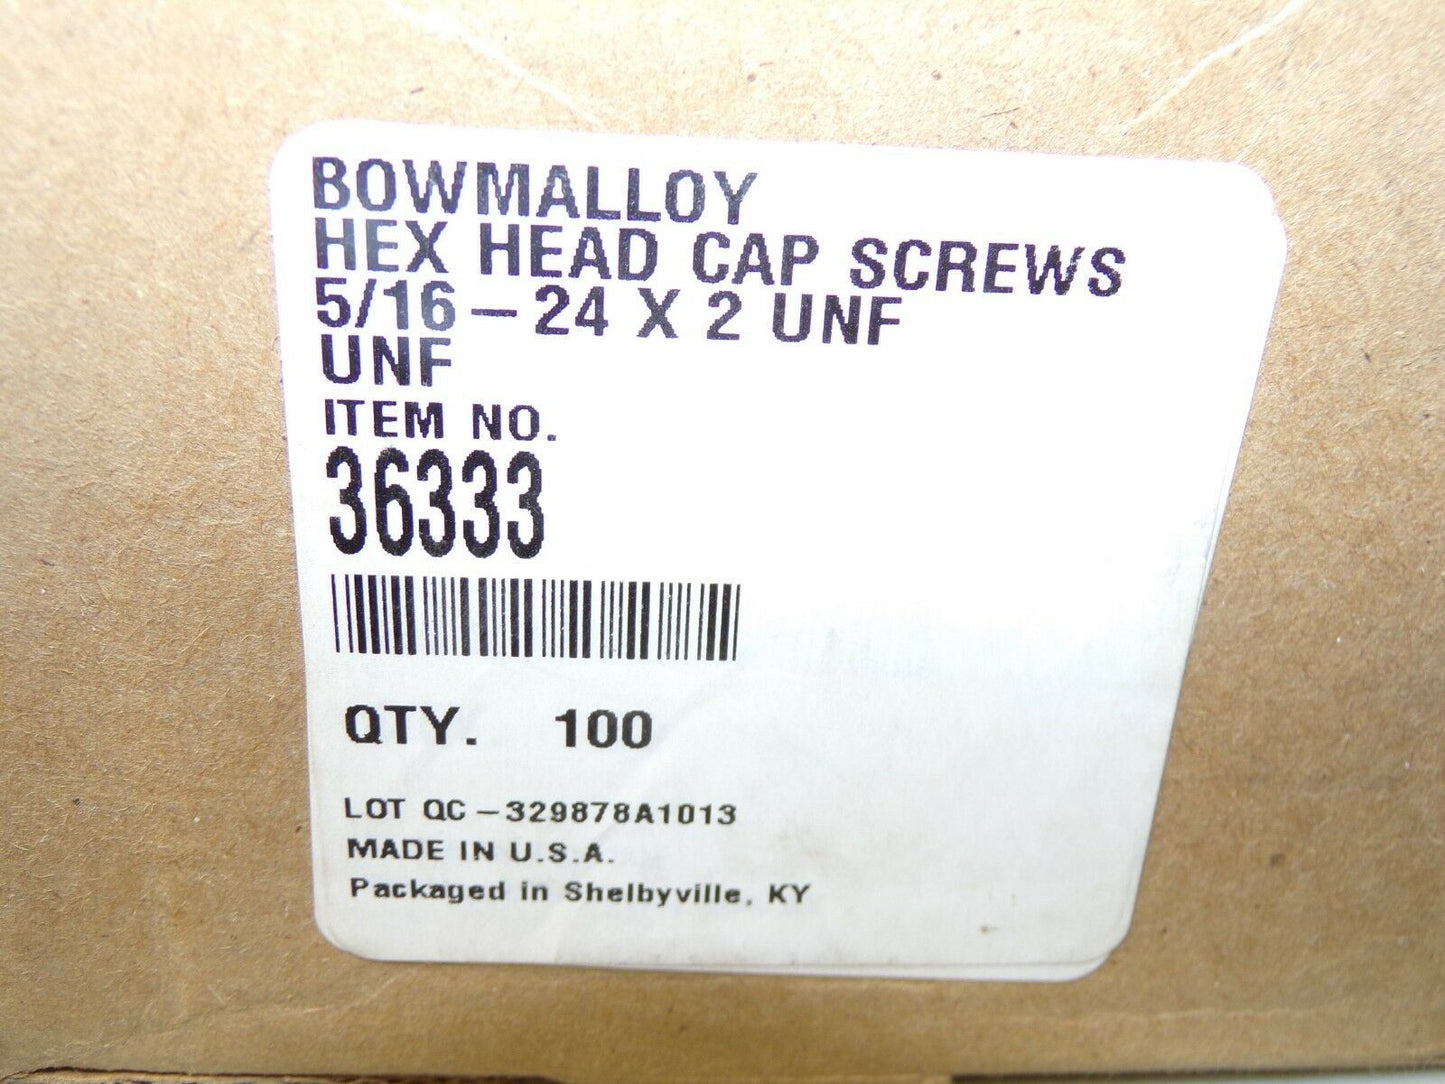 BOWMALLOY
HEX HEAD CAP SCREWS
5/16-24 X 2 UNF
UNF
ITEM NO.
36333
QTY. 100
LOT QC-329878A1013
MADE IN U.S.A.
Packaged in Shelbyville, KY